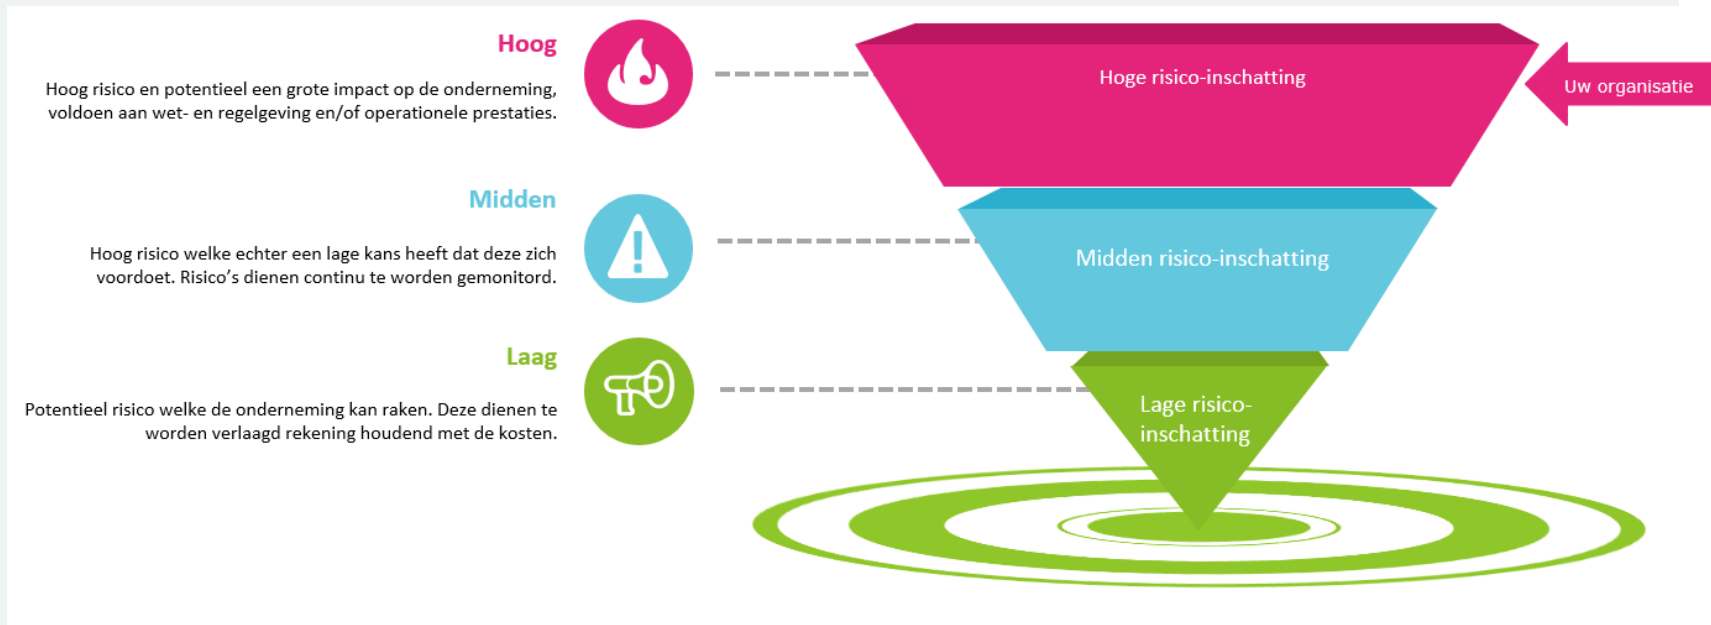 Hoog
Hoog risico en potentieel een grote impact op de onderneming,
voldoen aan wet- en regelgeving en/of operationele prestaties.
Midden
Hoog risico welke echter een lage kans heeft dat deze zich
voordoet. Risico's dienen continu te worden gemonitord.
Laag
Potentieel risico welke de onderneming kan raken. Deze dienen te
worden verlaagd rekening houdend met de kosten.
Hoge risico-inschatting
Uw organisatie
Midden risico-inschatting
Lage risico-
inschatting